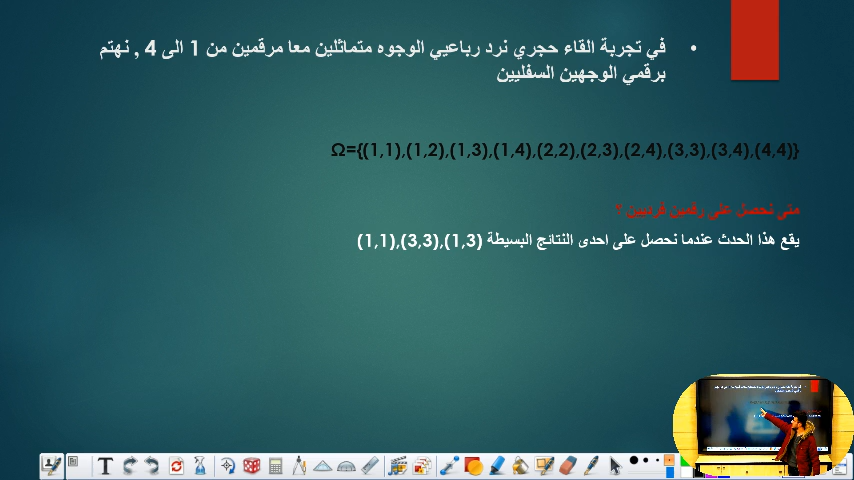 • في تجربة القاء حجري نرد رباعيي الوجوه متماثلين معا مرقمين من 1 الى 4 , نهتم
برقمي الوجهين السفليين
Ω={(1,1),(1,2),(1,3),(1,4),(2,2),(2,3),(2,4),(3,3),(3,4),(4,4)}
متى نحصل على رقمين فرديين ؟
يقع هذا الحدث عندما نحصل على احدى النتائج البسيطة (1,1),(3,3),(1,3)